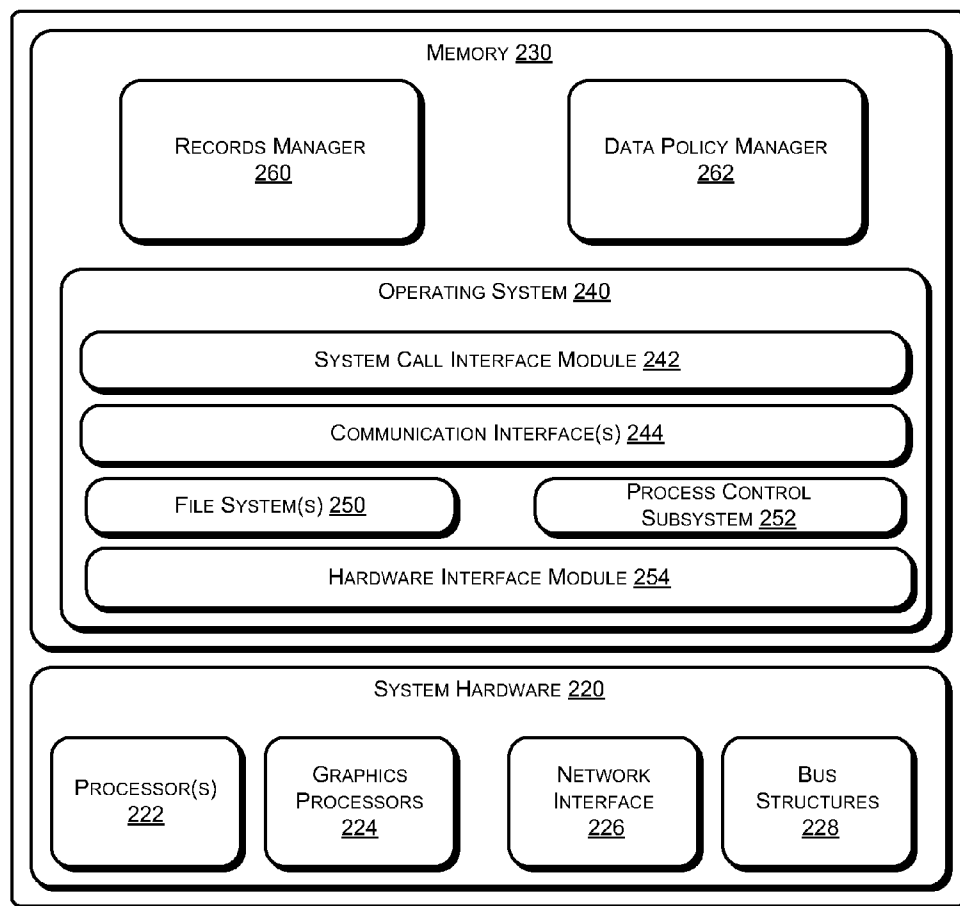 MEMORY 230
RECORDS MANAGER
260
DATA POLICY MANAGER
262
OPERATING SYSTEM 240
SYSTEM CALL INTERFACE MODULE 242
COMMUNICATION INTERFACE(S) 244
FILE SYSTEM(S) 250
PROCESS CONTROL
SUBSYSTEM 252
HARDWARE INTERFACE MODULE 254
SYSTEM HARDWARE 220
PROCESSOR(S)
222
GRAPHICS
PROCESSORS
224
NETWORK
INTERFACE
226
BUS
STRUCTURES
228